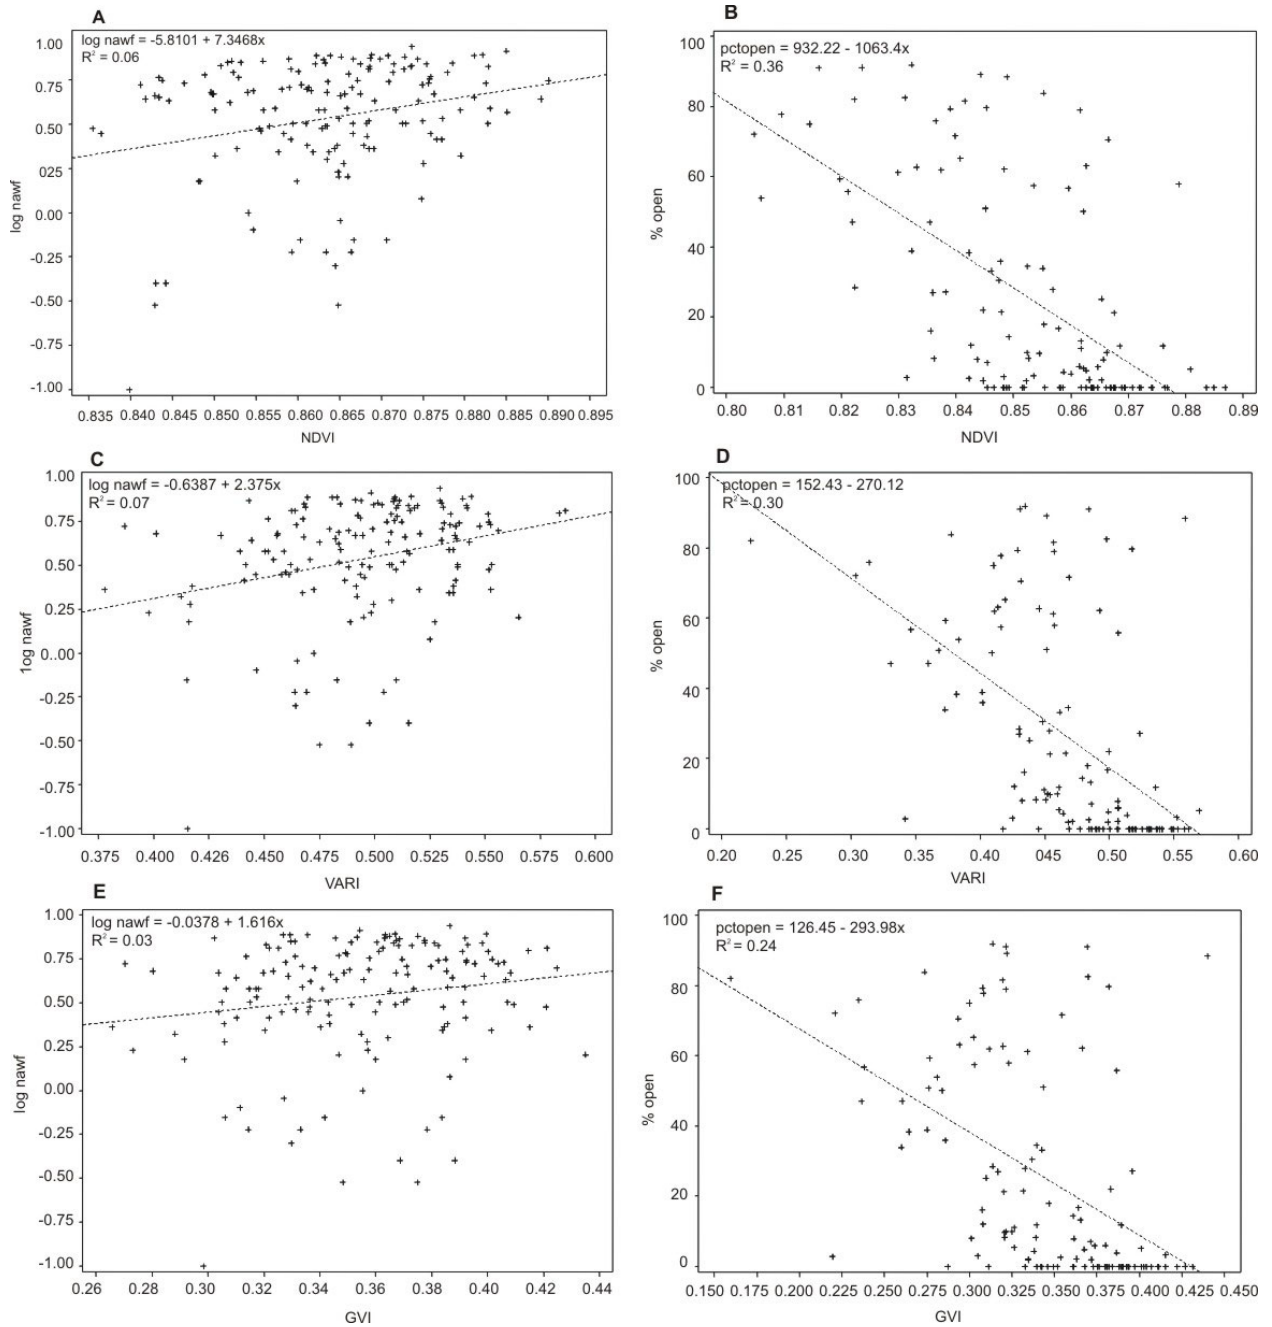 A
log nawf = -5.8101 + 7.3468x
R² = 0.06
1.00
0.75
0.50
0.25
0.00
-0.25
-0.50
-0.75
-1.00
log nawf
0.835 0.840 0.845 0.850 0.855 0.860 0.865 0.870 0.875 0.880 0.885 0.890 0.895
NDVI
B
pctopen = 932.22 - 1063.4x
R² = 0.36
100
80
60
40
20
0
% open
0.80 0.81 0.82 0.83 0.84 0.85 0.86 0.87 0.88 0.89
NDVI
C
log nawf = -0.6387 + 2.375x
R² = 0.07
1.00
0.75
0.50
0.25
0.00
-0.25
-0.50
-0.75
-1.00
1og nawf
0.375 0.400 0.426 0.450 0.475 0.500 0.525 0.550 0.575 0.600
VARI
D
pctopen = 152.43 - 270.12
R² = 0.30
100
80
60
40
20
0
% open
0.20 0.25 0.30 0.35 0.40 045 0.50 0.50 0.60
VARI
E
log nawf = -0.0378 + 1.616x
R² = 0.03
1.00
0.75
0.50
0.25
0.00
-0.25
-0.50
-0.75
-1.00
log nawf
0.26 0.28 0.30 0.32 0.34 0.36 0.38 0.40 0.42 0.44
GVI
F
pctopen = 126.45 - 293.98x
R² = 0.24
100
80
60
40
20
0
% open
0.150 0.175 0.200 0.225 0.250 0.275 0.300 0.325 0.350 0.375 0.400 0.425 0.450
GVI